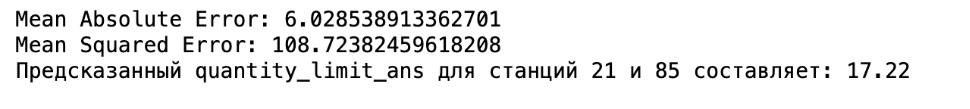 Mean Absolute Error: 6.028538913362701
Mean Squared Error: 108.72382459618208
Предсказанный quantity_limit_ans для станций 21 и 85 составляет: 17.22